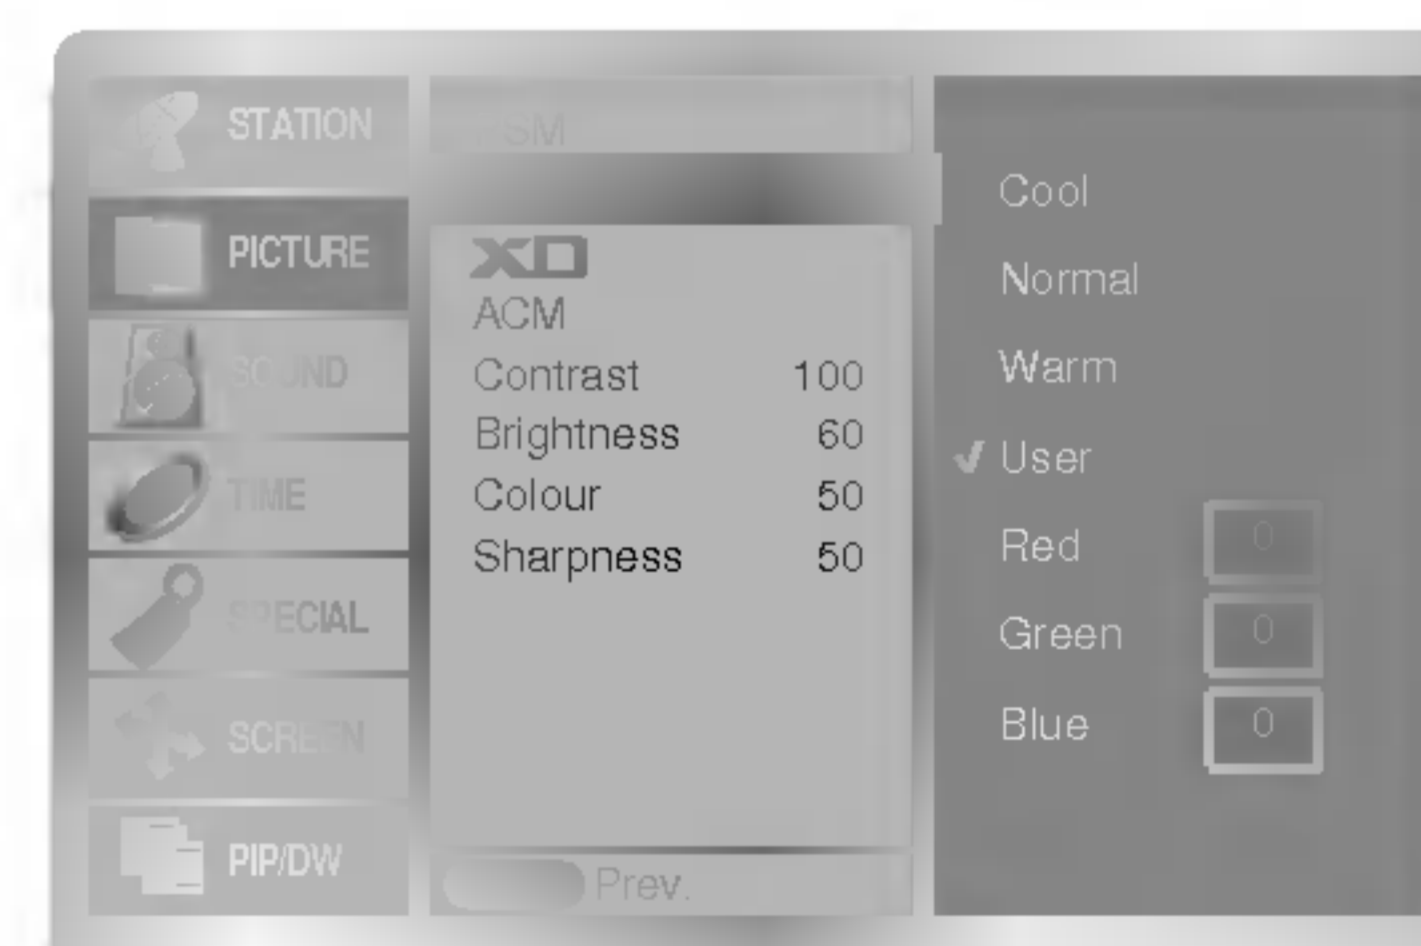 STATION
PICTURE
SOUND
TIME
SPECIAL
SCREEN
PIP/DW
SM
XD
ACM
Contrast 100
Brightness 60
Colour 50
Sharpness 50
Prev.
Cool
Normal
Warm
User
Red 0
Green 0
Blue 0